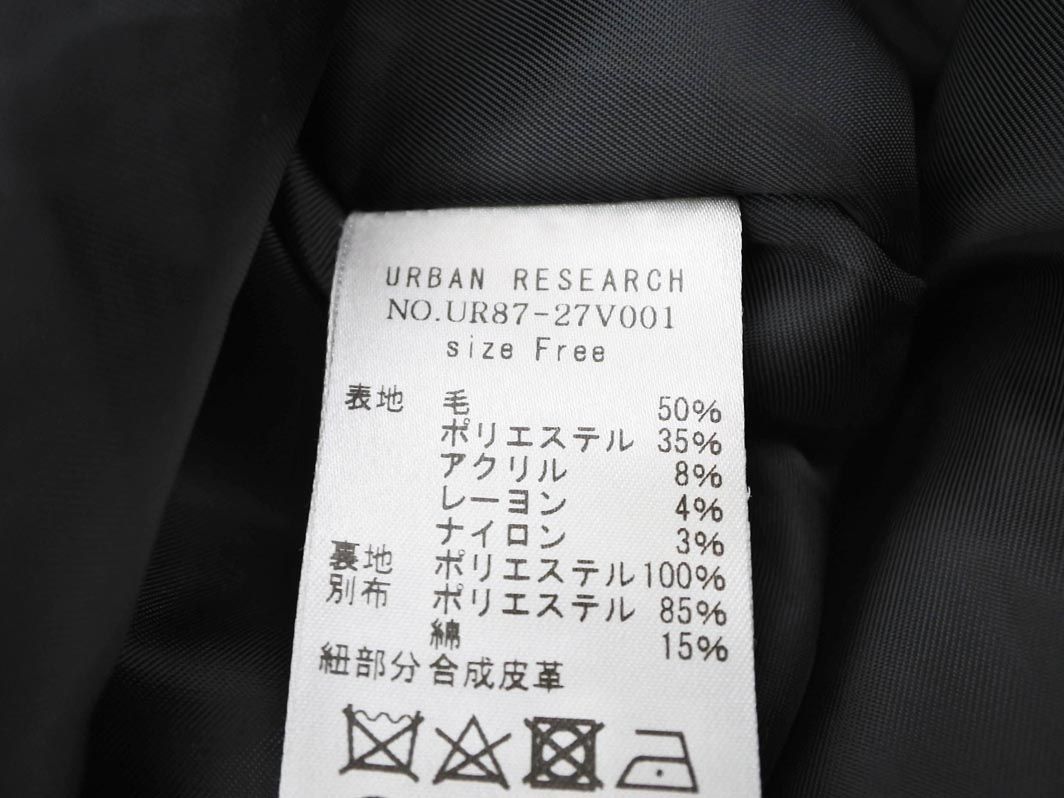 URBAN RESEARCH
NO.UR87-27V001
size Free
表地 毛 50%
ポリエステル 35%
アクリル 8%
レーヨン 4%
ナイロン 3%
裏地 ポリエステル 100%
別布 ポリエステル 85%
綿 15%
紐部分 合成皮革